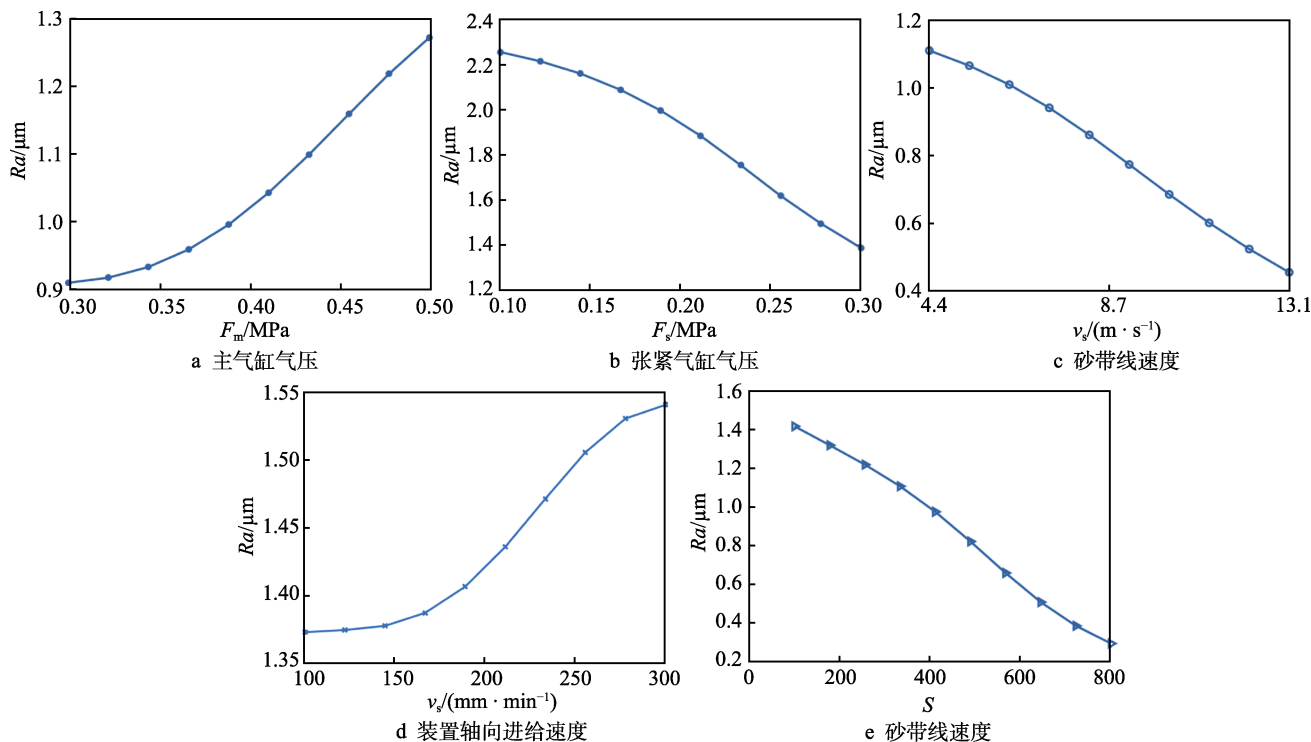 1.3
1.2
1.1
1.0
0.9
Ra/μm
0.30 0.35 0.40 0.45 0.50
Fm/MPa
a 主气缸气压
2.4
2.2
2.0
1.8
1.6
1.4
1.2
Ra/μm
0.10 0.15 0.20 0.25 0.30
Fs/MPa
b 张紧气缸气压
1.2
1.0
0.8
0.6
0.4
Ra/μm
4.4 8.7 13.1
vs/(m · s⁻¹)
c 砂带线速度
1.55
1.50
1.45
1.40
1.35
Ra/μm
100 150 200 250 300
vs/(mm · min⁻¹)
d 装置轴向进给速度
1.6
1.4
1.2
1.0
0.8
0.6
0.4
0.2
Ra/μm
0 200 400 600 800
S
e 砂带线速度